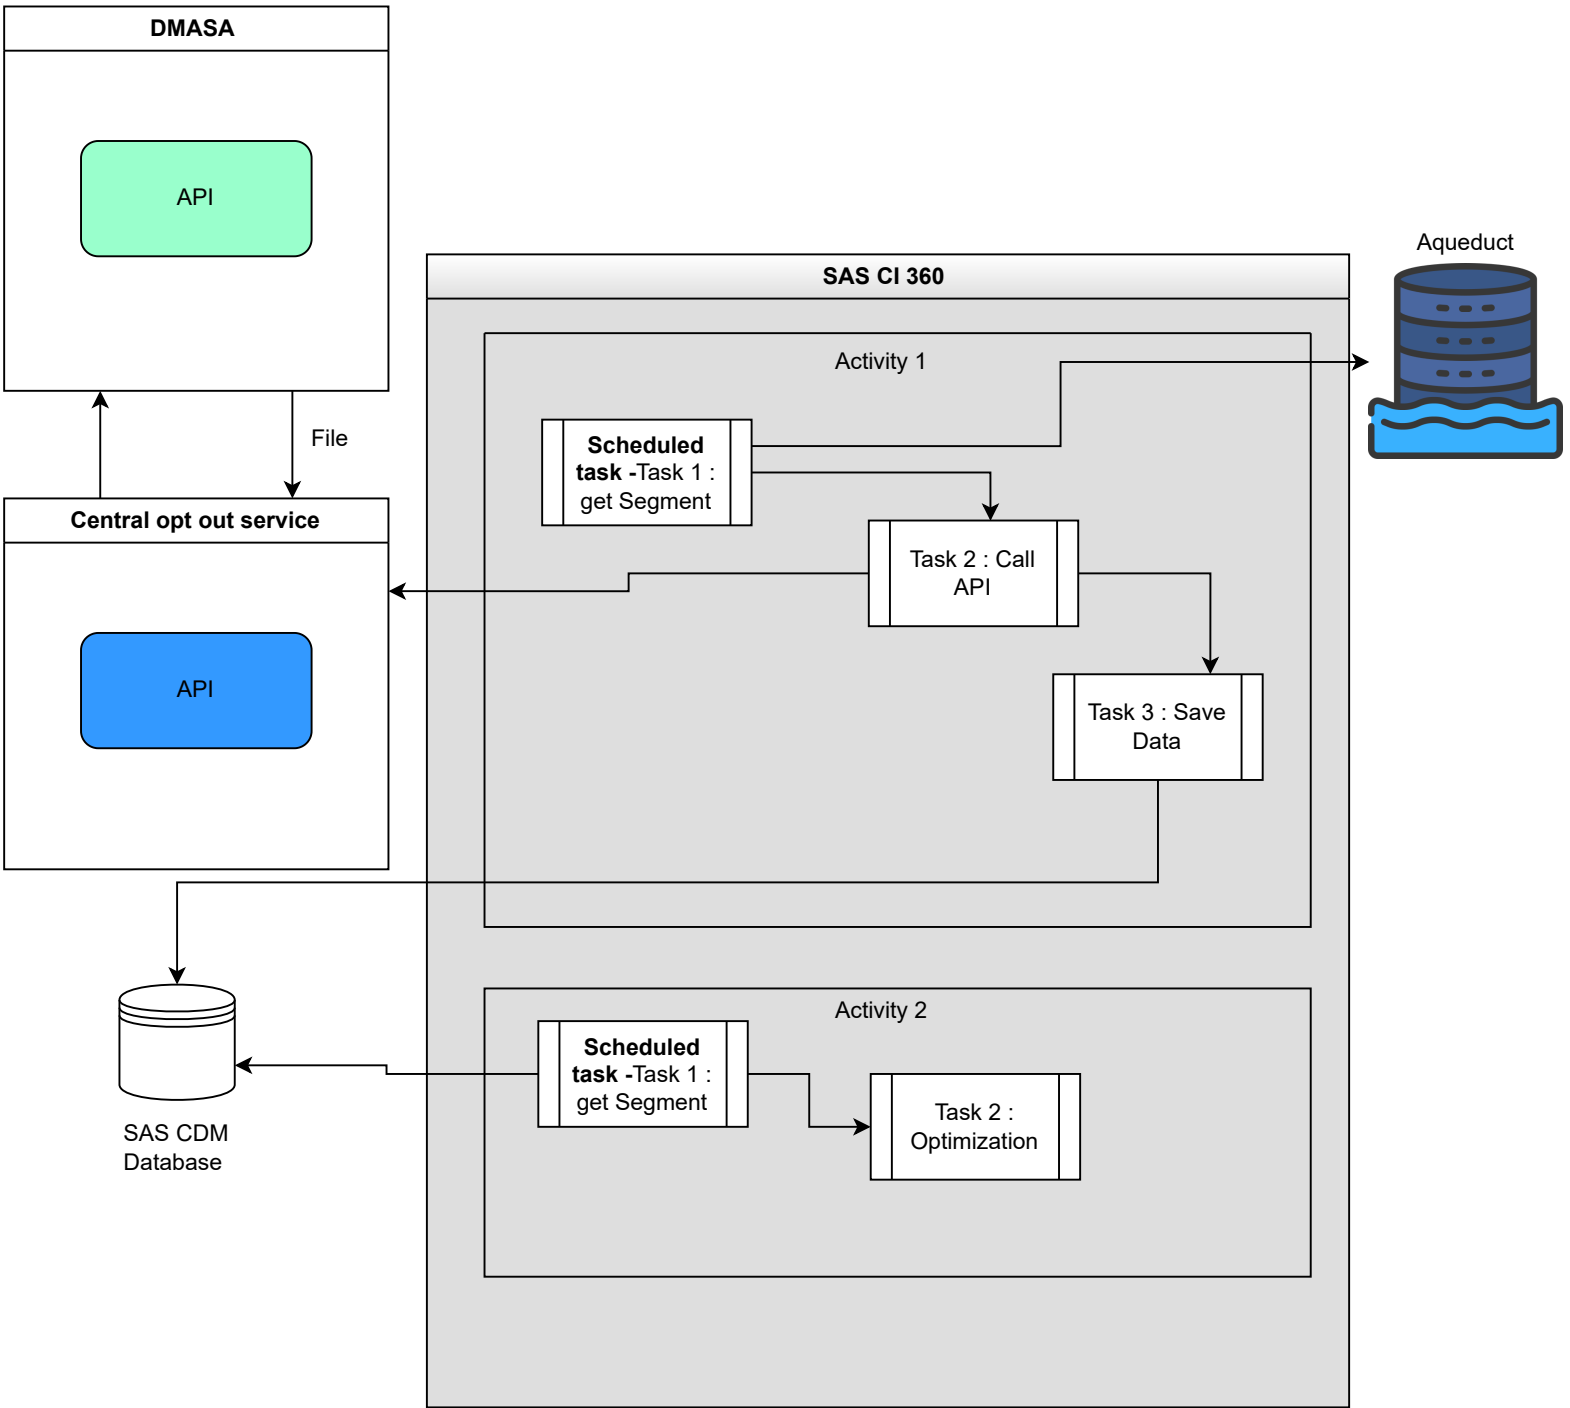 DMASA
API
File
Central opt out service
API
SAS CDM
Database
SAS CI 360
Activity 1
Scheduled
task -Task 1 :
get Segment
Task 2 : Call
API
Task 3 : Save
Data
Activity 2
Scheduled
task -Task 1 :
get Segment
Task 2 :
Optimization
Aqueduct